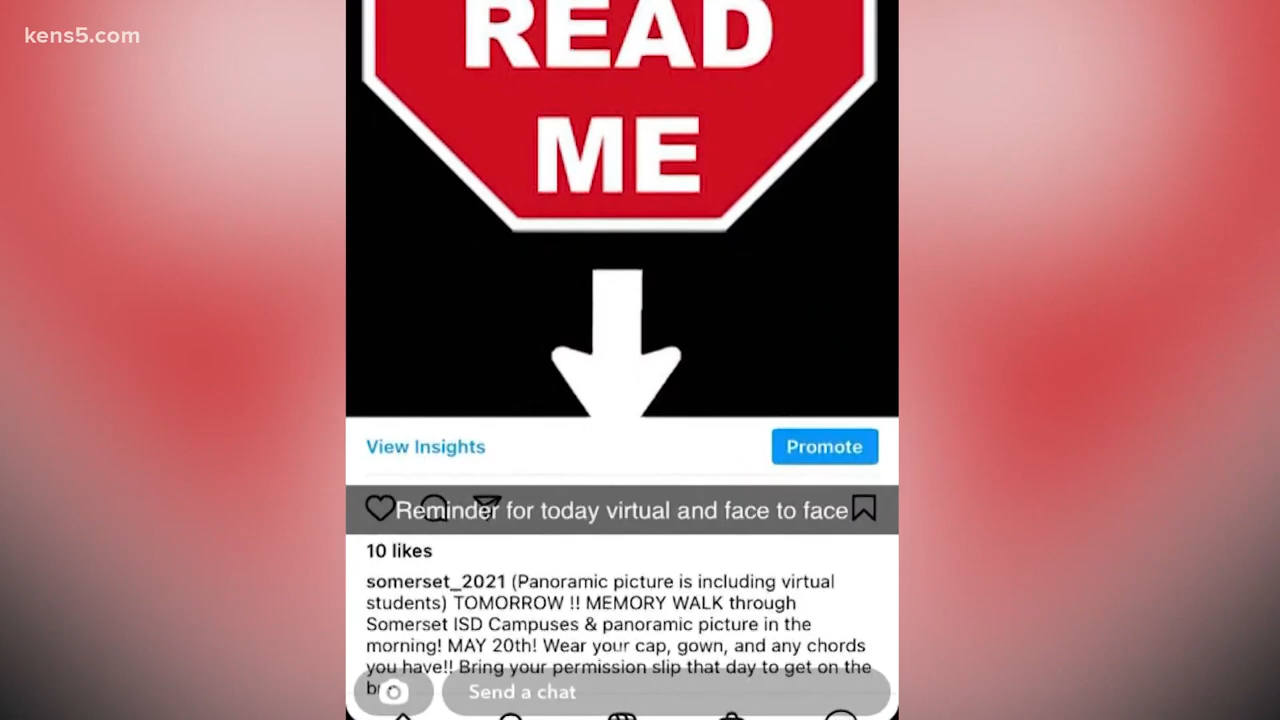 kens5.com
READ
ME
View Insights
Promote
Reminder for today virtual and face to face
10 likes
somerset_2021 (Panoramic picture is including virtual
students) TOMORROW !! MEMORY WALK through
Somerset ISD Campuses & panoramic picture in the
morning! MAY 20th! Wear your cap, gown, and any chords
you have!! Bring your permission slip that day to get on the
Send a chat